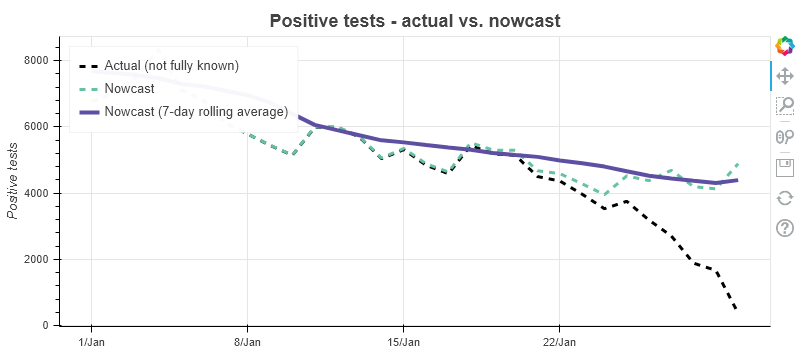 Positive tests - actual vs. nowcast
Actual (not fully known)
Nowcast
Nowcast (7-day rolling average)
Positive tests
8000
6000
4000
2000
0
1/Jan
8/Jan
15/Jan
22/Jan